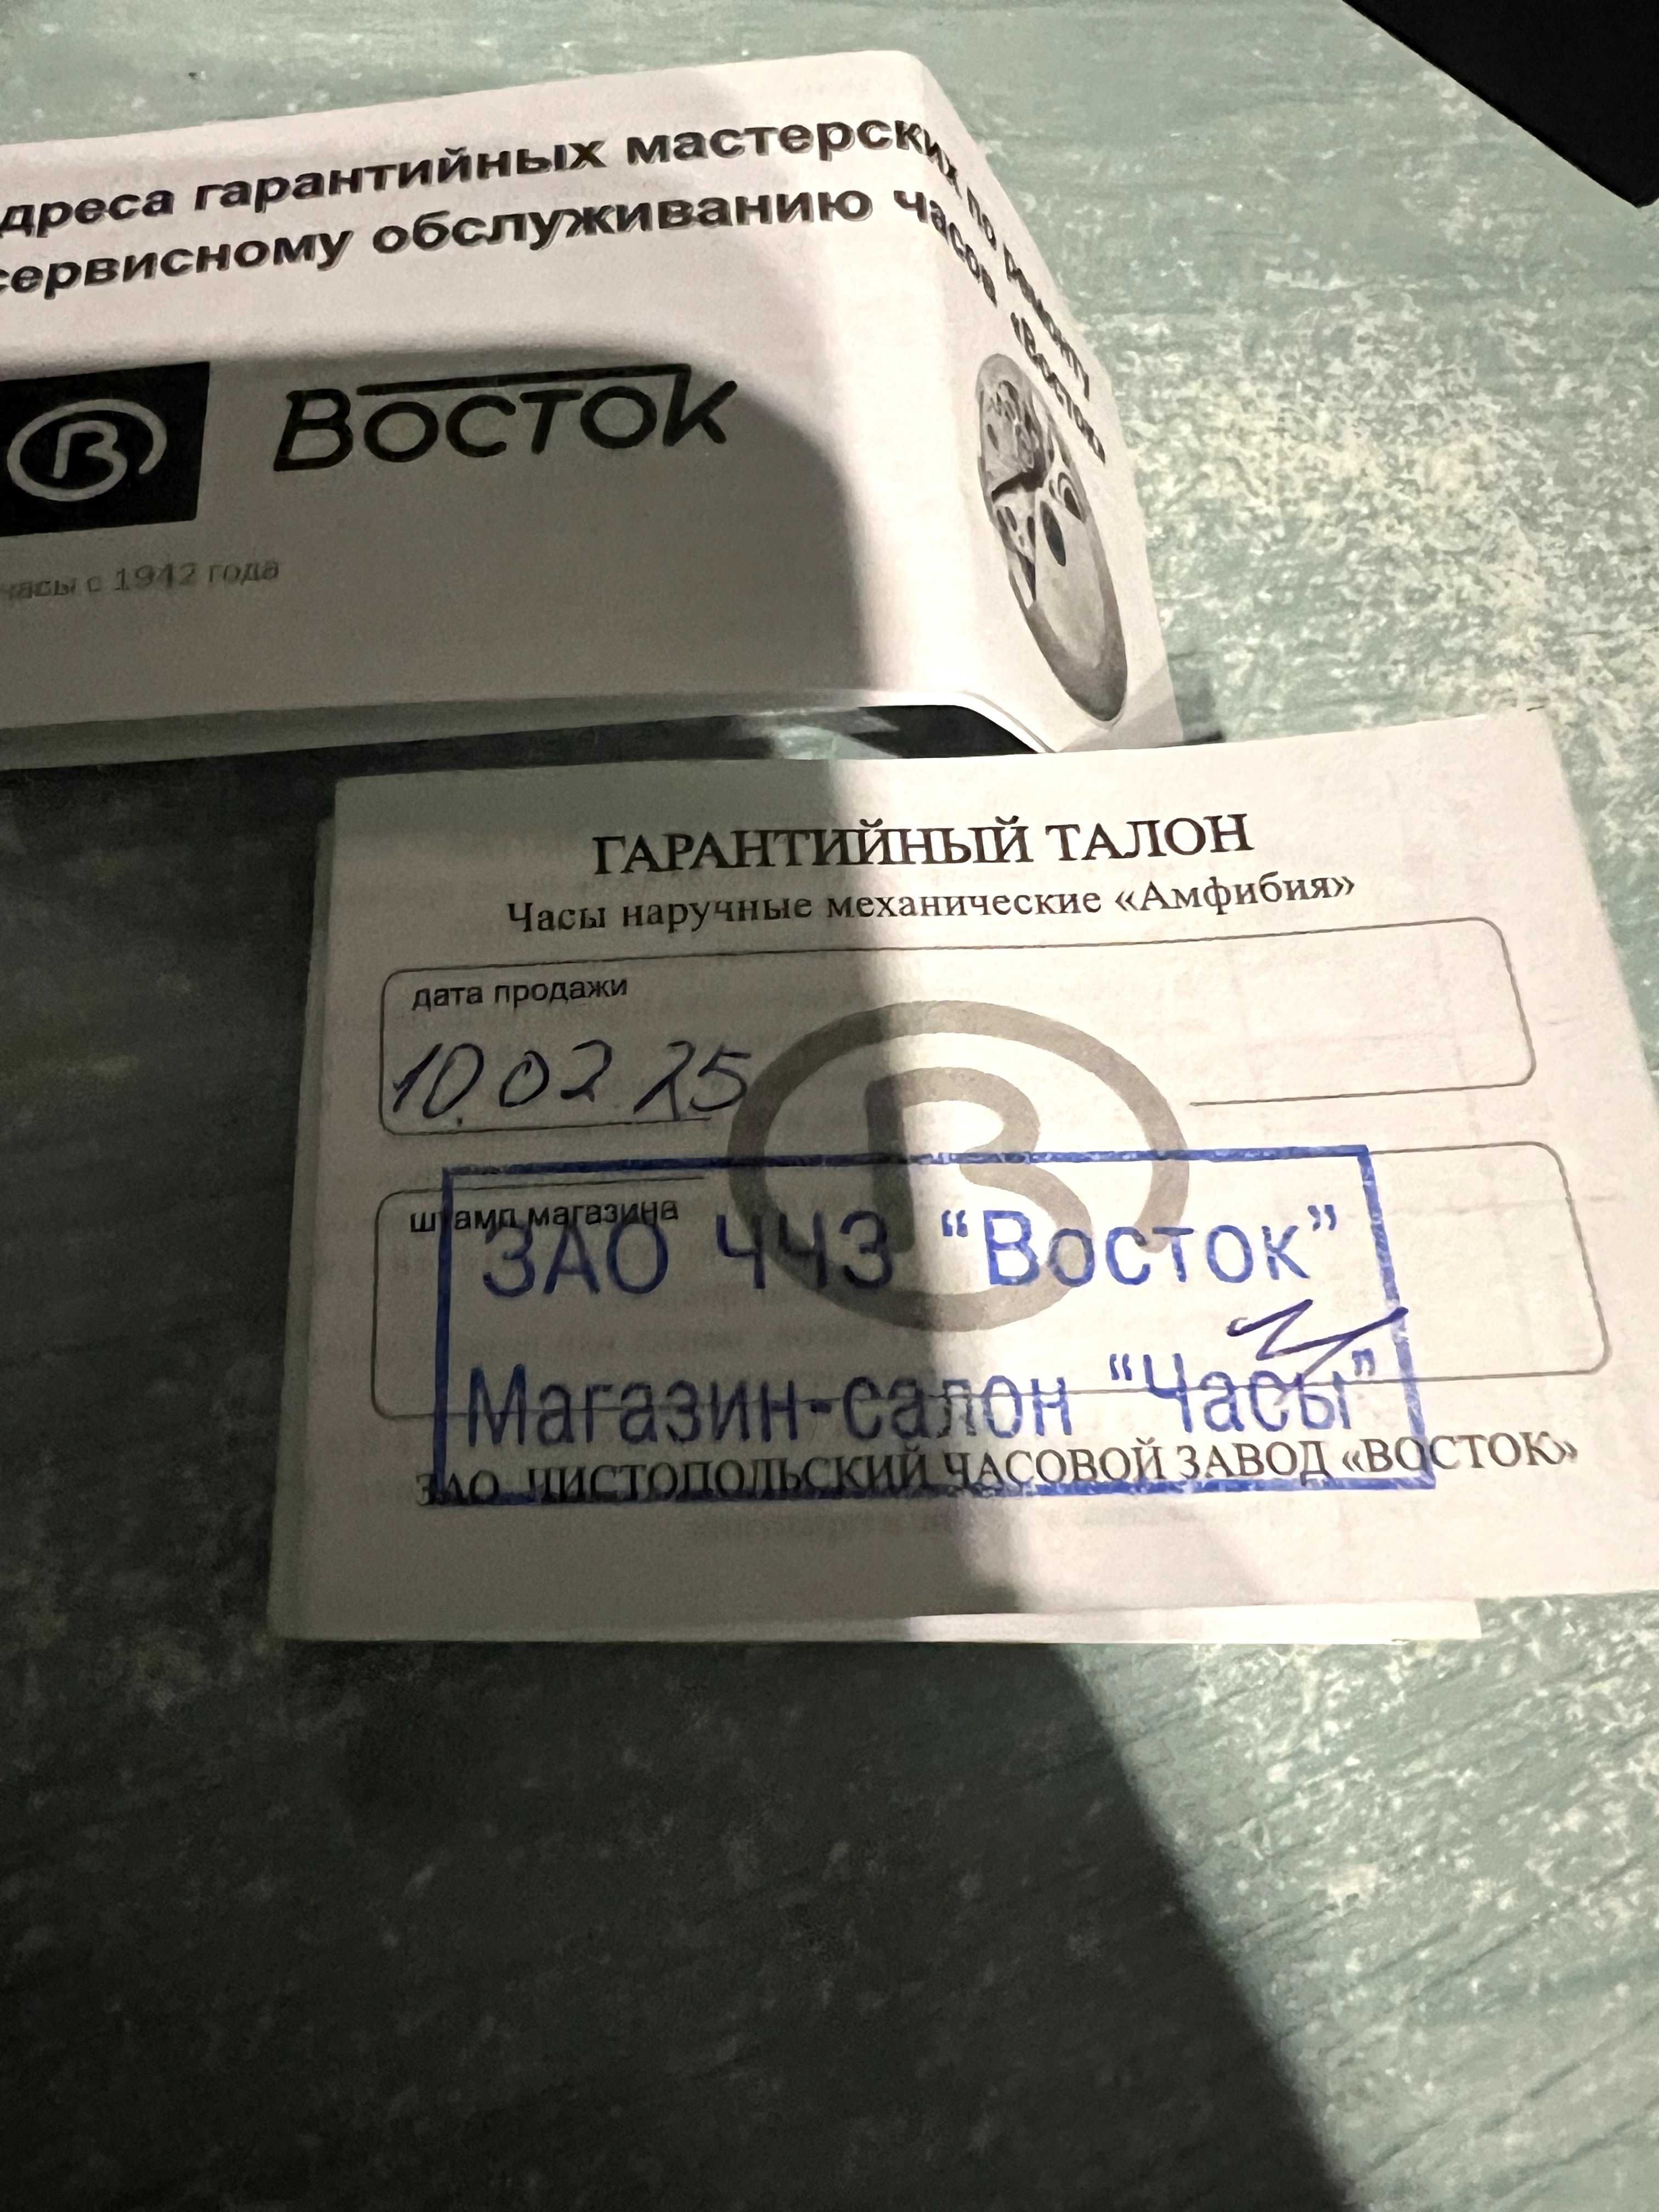 дреса гарантийных мастерских по ремонту
сервисному обслуживанию часов «Восток»
B
Восток
часы с 1942 года
ГАРАНТИЙНЫЙ ТАЛОН
Часы наручные механические «Амфибия»
дата продажи
10.02 25
штамп магазина
ЗАО ЧЧЗ “Восток”
Магазин-салон “Часы”
ЗАО ЧИСТОПОЛЬСКИЙ ЧАСОВОЙ ЗАВОД «ВОСТОК»